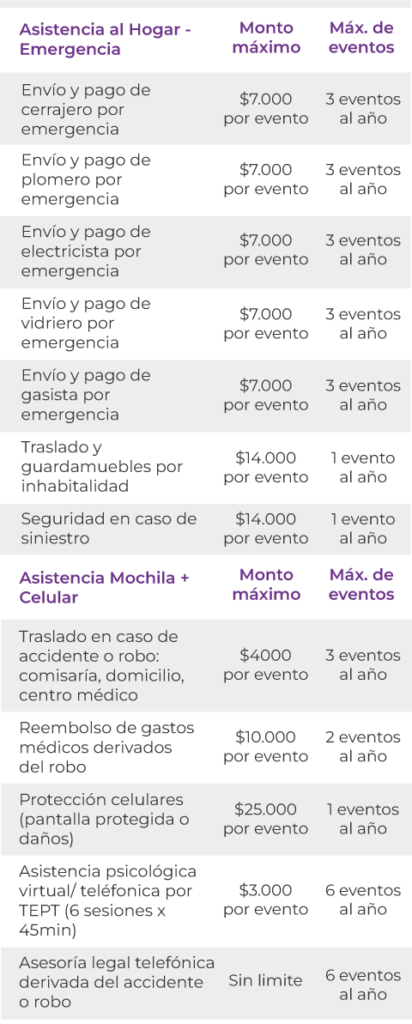 Asistencia al Hogar - Emergencia
Monto máximo
Máx. de eventos
Envío y pago de cerrajero por emergencia
$7.000 por evento
3 eventos al año
Envío y pago de plomero por emergencia
$7.000 por evento
3 eventos al año
Envío y pago de electricista por emergencia
$7.000 por evento
3 eventos al año
Envío y pago de vidriero por emergencia
$7.000 por evento
3 eventos al año
Envío y pago de gasista por emergencia
$7.000 por evento
3 eventos al año
Traslado y guardamuebles por inhabitalidad
$14.000 por evento
1 evento al año
Seguridad en caso de siniestro
$14.000 por evento
1 evento al año
Asistencia Mochila + Celular
Monto máximo
Máx. de eventos
Traslado en caso de accidente o robo: comisaría, domicilio, centro médico
$4000 por evento
3 eventos al año
Reembolso de gastos médicos derivados del robo
$10.000 por evento
2 eventos al año
Protección celulares (pantalla protegida o daños)
$25.000 por evento
1 eventos al año
Asistencia psicológica virtual/ teléfonica por TEPT (6 sesiones x 45min)
$3.000 por evento
6 eventos al año
Asesoría legal telefónica derivada del accidente o robo
Sin limite
6 eventos al año